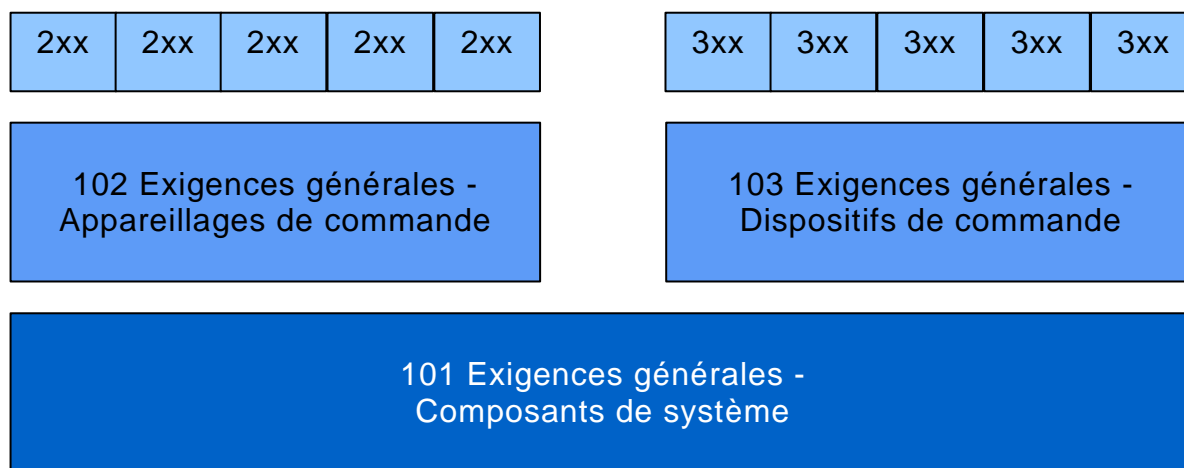 2xx 2xx 2xx 2xx 2xx 3xx 3xx 3xx 3xx 3xx
102 Exigences générales -
Appareillages de commande
103 Exigences générales -
Dispositifs de commande
101 Exigences générales -
Composants de système